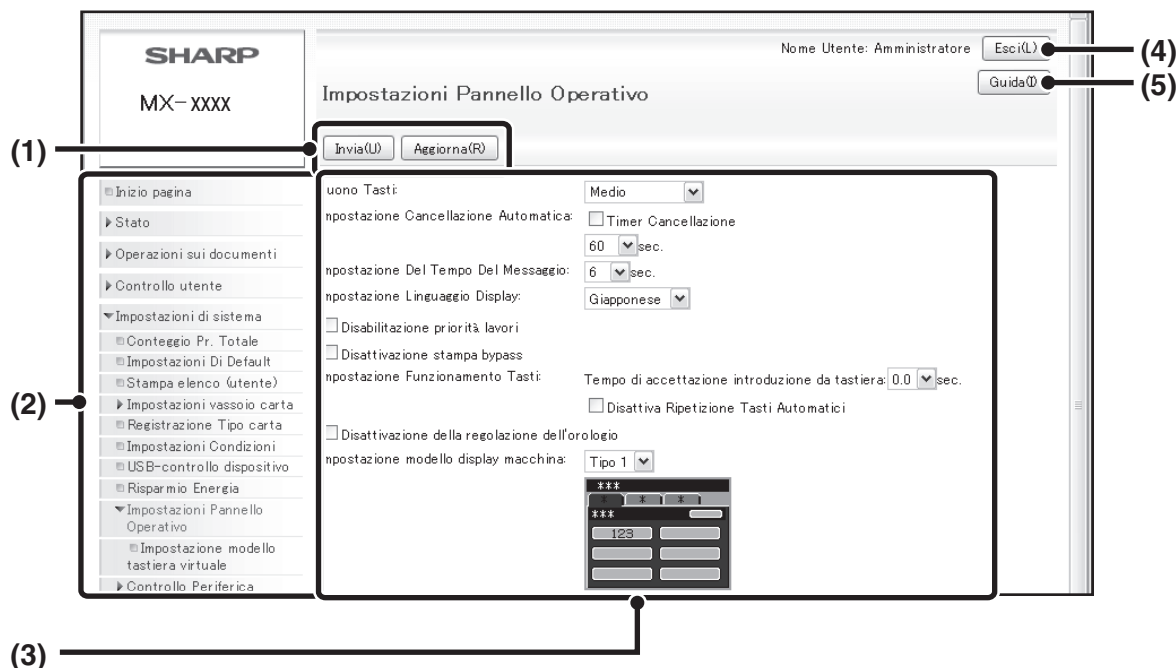 SHARP
MX-xxxx
Nome Utente: Amministratore
Esci(L)
(4)
Guida(I)
(5)
Impostazioni Pannello Operativo
(1)
Invia(U)
Aggiorna(R)
(2)
Inizio pagina
Stato
Operazioni sui documenti
Controllo utente
Impostazioni di sistema
Conteggio Pr. Totale
Impostazioni Di Default
Stampa elenco (utente)
Impostazioni vassoio carta
Registrazione Tipo carta
Impostazioni Condizioni
USB-controllo dispositivo
Risparmio Energia
Impostazioni Pannello
Operativo
Impostazione modello
tastiera virtuale
Controllo Periferica
uono Tasti: Medio
npostazione Cancellazione Automatica: Timer Cancellazione
60 sec.
npostazione Del Tempo Del Messaggio: 6 sec.
npostazione Linguaggio Display: Giapponese
Disabilitazione priorità lavori
Disattivazione stampa bypass
npostazione Funzionamento Tasti: Tempo di accettazione introduzione da tastiera: 0.0 sec.
Disattiva Ripetizione Tasti Automatici
Disattivazione della regolazione dell'orologio
npostazione modello display macchina: Tipo 1
***
* * *
***
123
(3)